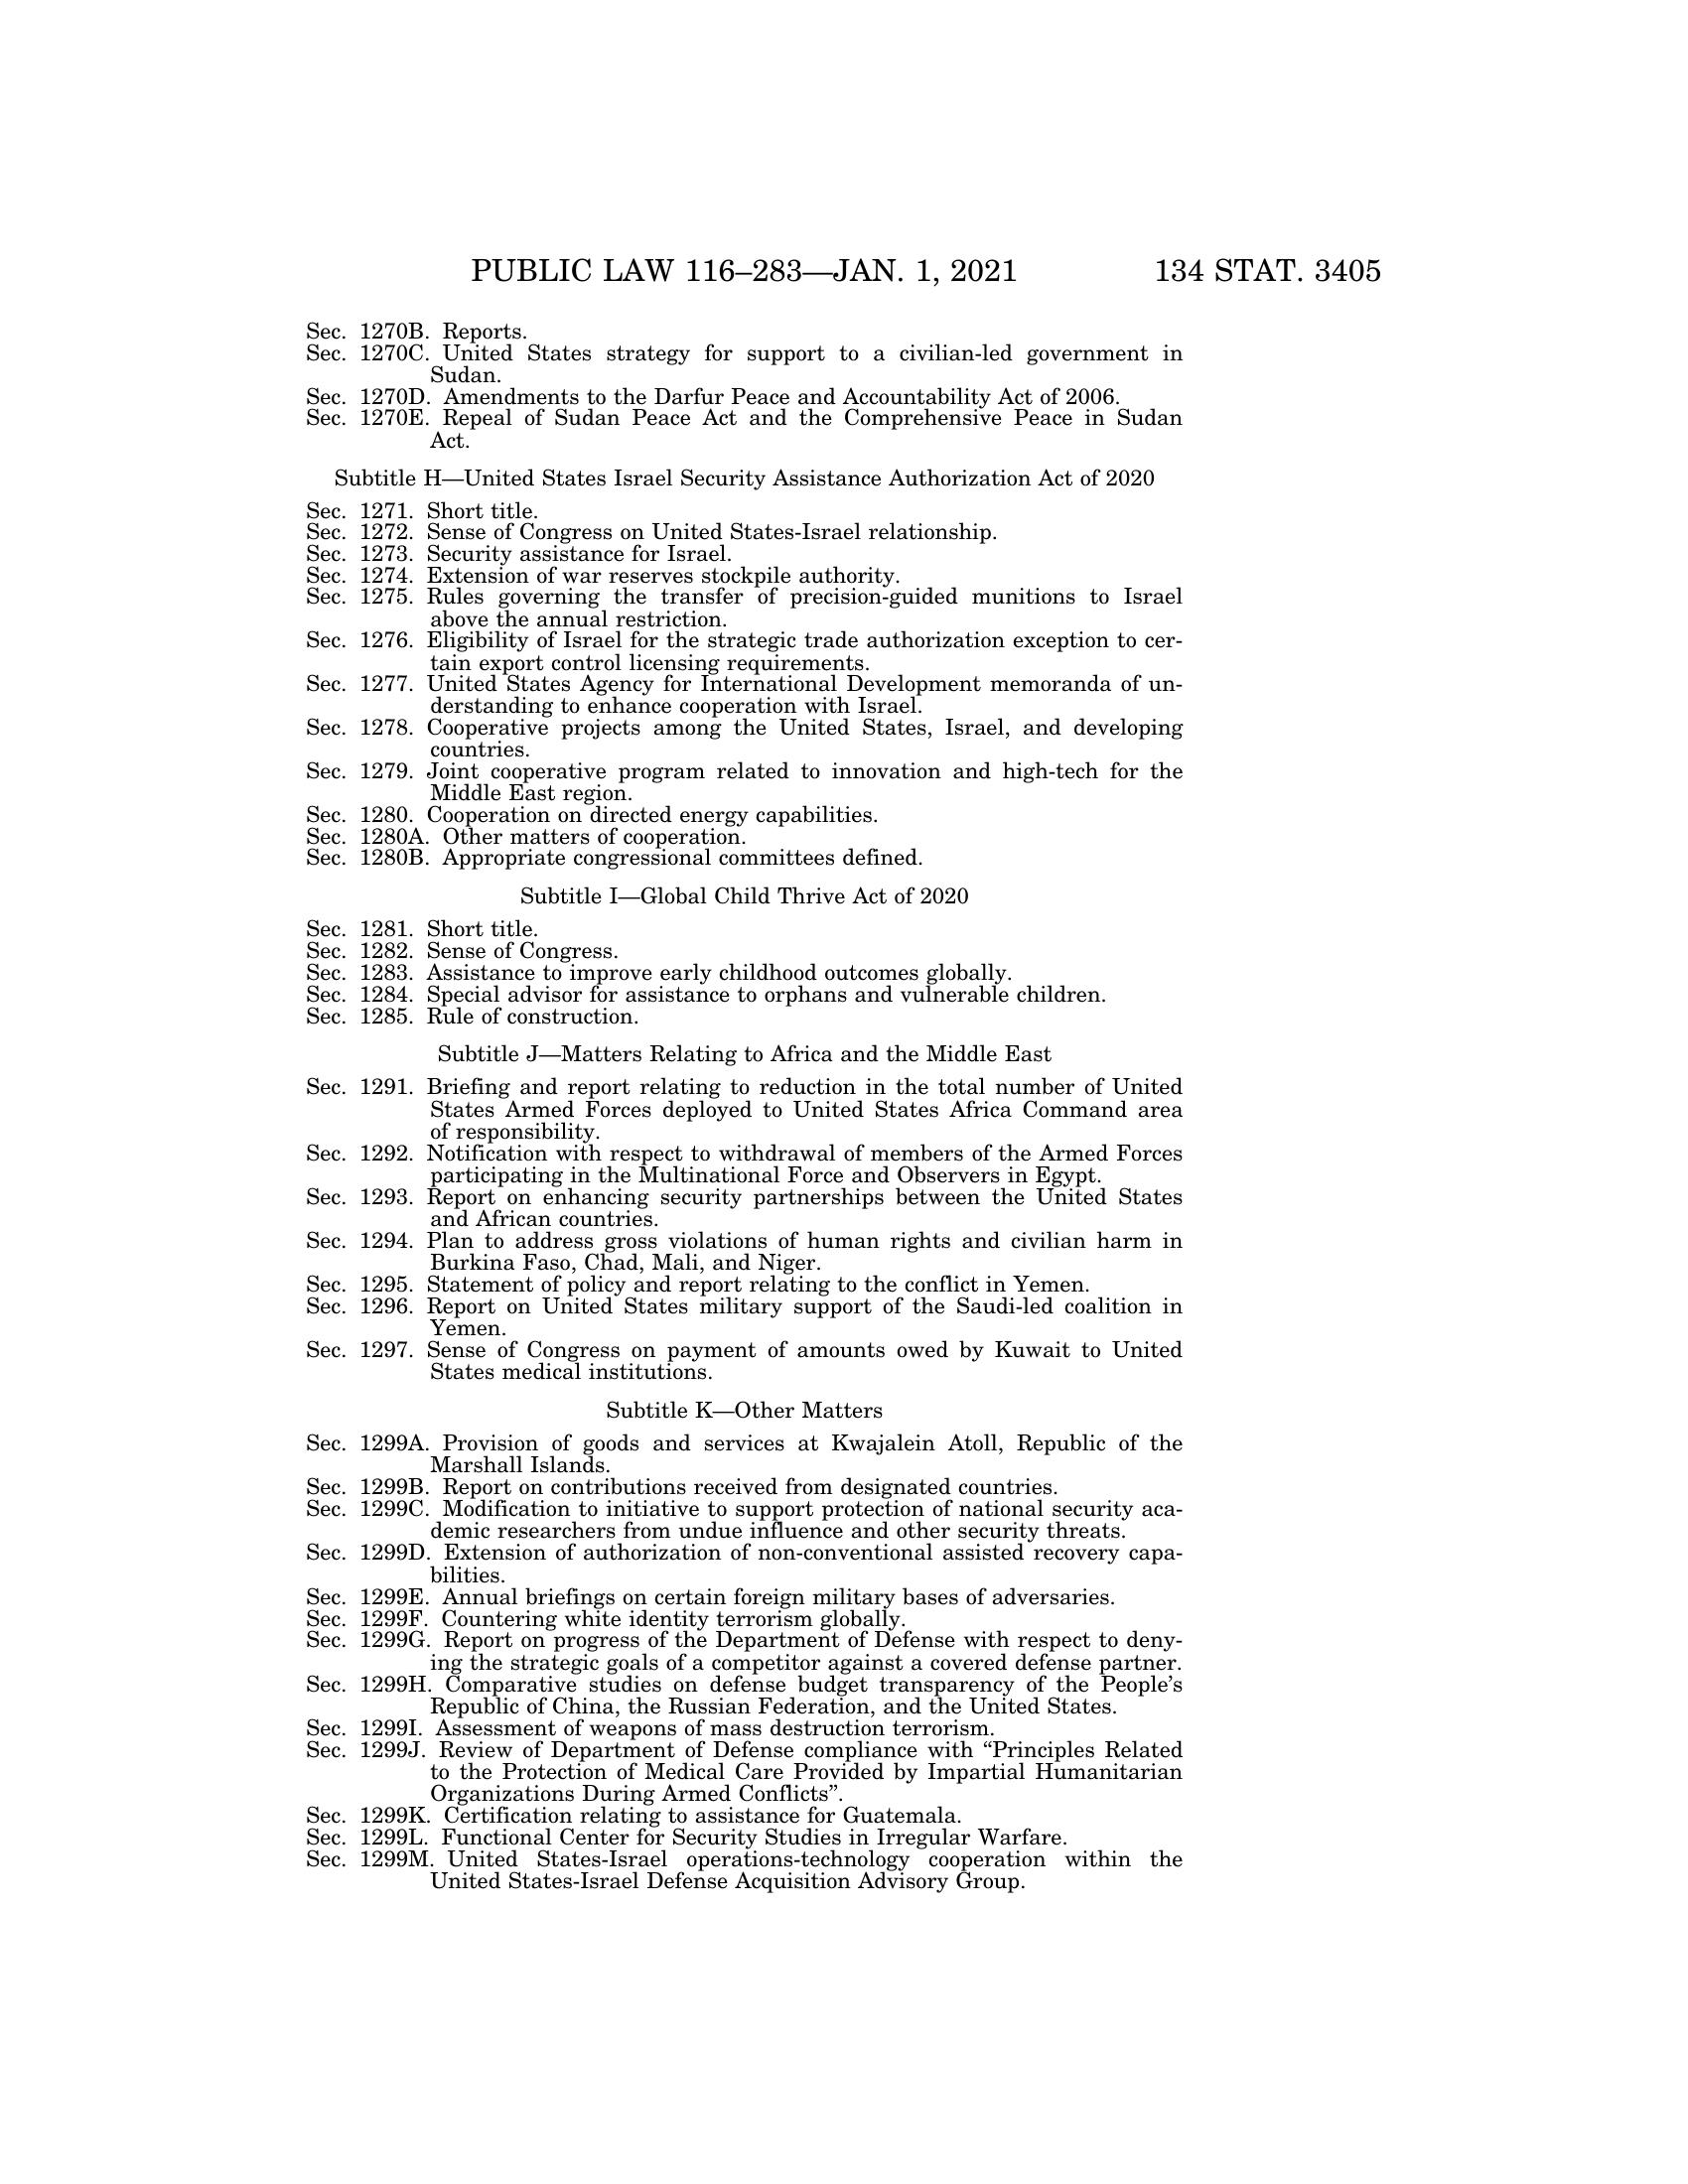 PUBLIC LAW 116–283—JAN. 1, 2021 134 STAT. 3405
Sec. 1270B. Reports.
Sec. 1270C. United States strategy for support to a civilian-led government in
Sudan.
Sec. 1270D. Amendments to the Darfur Peace and Accountability Act of 2006.
Sec. 1270E. Repeal of Sudan Peace Act and the Comprehensive Peace in Sudan
Act.
Subtitle H—United States Israel Security Assistance Authorization Act of 2020
Sec. 1271. Short title.
Sec. 1272. Sense of Congress on United States-Israel relationship.
Sec. 1273. Security assistance for Israel.
Sec. 1274. Extension of war reserves stockpile authority.
Sec. 1275. Rules governing the transfer of precision-guided munitions to Israel
above the annual restriction.
Sec. 1276. Eligibility of Israel for the strategic trade authorization exception to cer-
tain export control licensing requirements.
Sec. 1277. United States Agency for International Development memoranda of un-
derstanding to enhance cooperation with Israel.
Sec. 1278. Cooperative projects among the United States, Israel, and developing
countries.
Sec. 1279. Joint cooperative program related to innovation and high-tech for the
Middle East region.
Sec. 1280. Cooperation on directed energy capabilities.
Sec. 1280A. Other matters of cooperation.
Sec. 1280B. Appropriate congressional committees defined.
Subtitle I—Global Child Thrive Act of 2020
Sec. 1281. Short title.
Sec. 1282. Sense of Congress.
Sec. 1283. Assistance to improve early childhood outcomes globally.
Sec. 1284. Special advisor for assistance to orphans and vulnerable children.
Sec. 1285. Rule of construction.
Subtitle J—Matters Relating to Africa and the Middle East
Sec. 1291. Briefing and report relating to reduction in the total number of United
States Armed Forces deployed to United States Africa Command area
of responsibility.
Sec. 1292. Notification with respect to withdrawal of members of the Armed Forces
participating in the Multinational Force and Observers in Egypt.
Sec. 1293. Report on enhancing security partnerships between the United States
and African countries.
Sec. 1294. Plan to address gross violations of human rights and civilian harm in
Burkina Faso, Chad, Mali, and Niger.
Sec. 1295. Statement of policy and report relating to the conflict in Yemen.
Sec. 1296. Report on United States military support of the Saudi-led coalition in
Yemen.
Sec. 1297. Sense of Congress on payment of amounts owed by Kuwait to United
States medical institutions.
Subtitle K—Other Matters
Sec. 1299A. Provision of goods and services at Kwajalein Atoll, Republic of the
Marshall Islands.
Sec. 1299B. Report on contributions received from designated countries.
Sec. 1299C. Modification to initiative to support protection of national security aca-
demic researchers from undue influence and other security threats.
Sec. 1299D. Extension of authorization of non-conventional assisted recovery capa-
bilities.
Sec. 1299E. Annual briefings on certain foreign military bases of adversaries.
Sec. 1299F. Countering white identity terrorism globally.
Sec. 1299G. Report on progress of the Department of Defense with respect to deny-
ing the strategic goals of a competitor against a covered defense partner.
Sec. 1299H. Comparative studies on defense budget transparency of the People’s
Republic of China, the Russian Federation, and the United States.
Sec. 1299I. Assessment of weapons of mass destruction terrorism.
Sec. 1299J. Review of Department of Defense compliance with “Principles Related
to the Protection of Medical Care Provided by Impartial Humanitarian
Organizations During Armed Conflicts”.
Sec. 1299K. Certification relating to assistance for Guatemala.
Sec. 1299L. Functional Center for Security Studies in Irregular Warfare.
Sec. 1299M. United States-Israel operations-technology cooperation within the
United States-Israel Defense Acquisition Advisory Group.